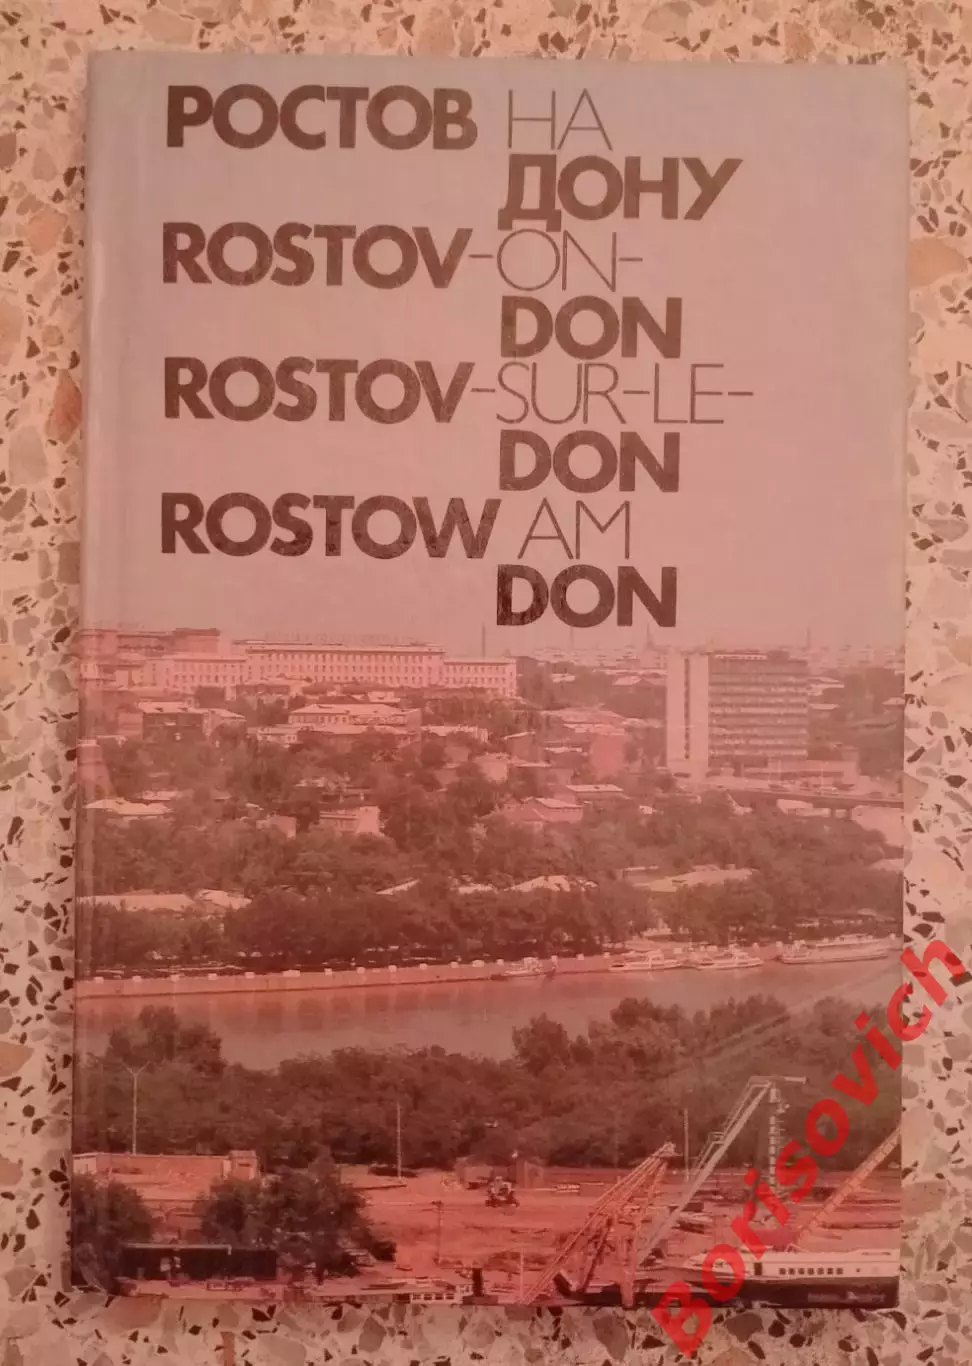 РОСТОВ НА
ДОНУ
ROSTOV-ON-
DON
ROSTOV-SUR-LE-
DON
ROSTOW AM
DON
Borisovich